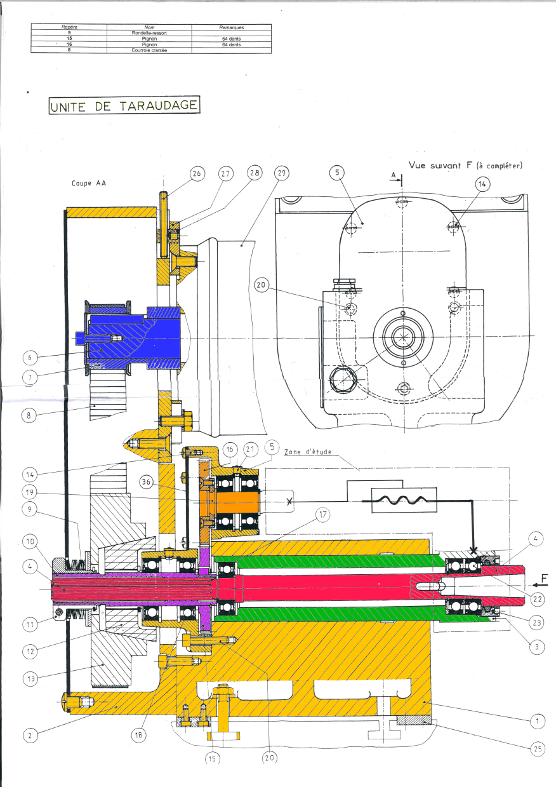 Repère Nom Remarques
9 Rondelle-ressort
15 Pignon 64 dents
16 Pignon 64 dents
8 Courroie crantée
UNITE DE TARAUDAGE
Vue suivant F (à compléter)
Coupe AA
26 27 28 29
A 5 14
20
6
7
8
14
19
9
10
4
11
12
13
2
18
36
16 21 5
Zone d'étude
17
4
F
22
23
3
1
25
15 20